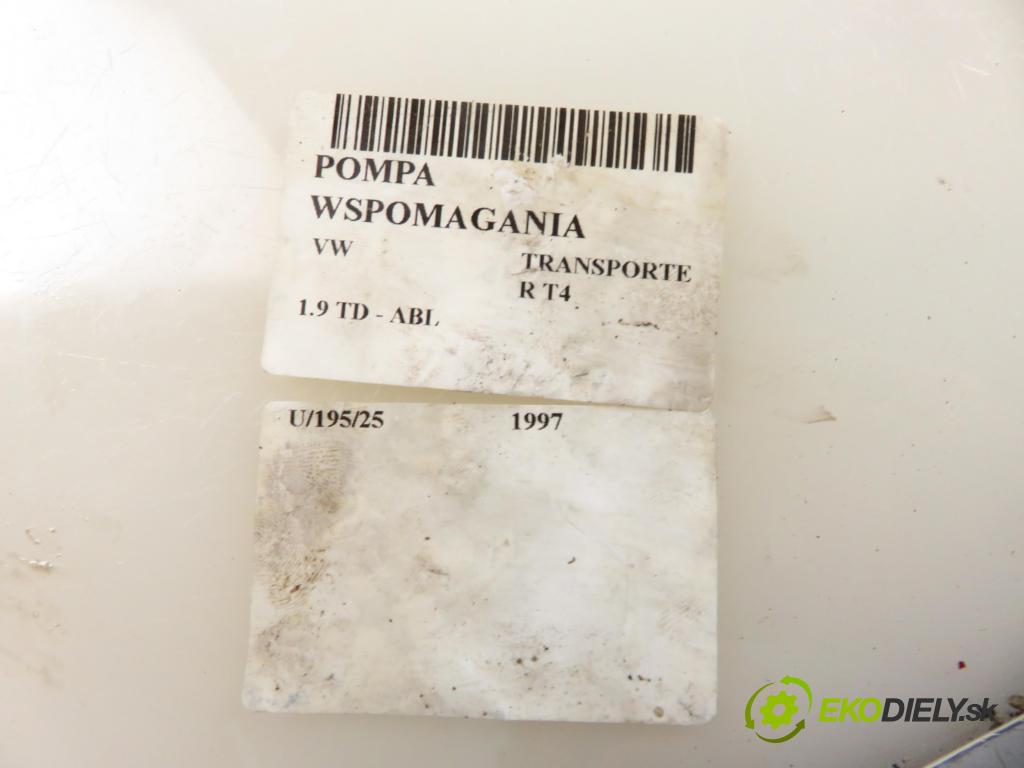 POMPA
WSPOMAGANIA
VW TRANSPORTE
R T4
1.9 TD - ABL
U/195/25 1997
EKODIELY.sk